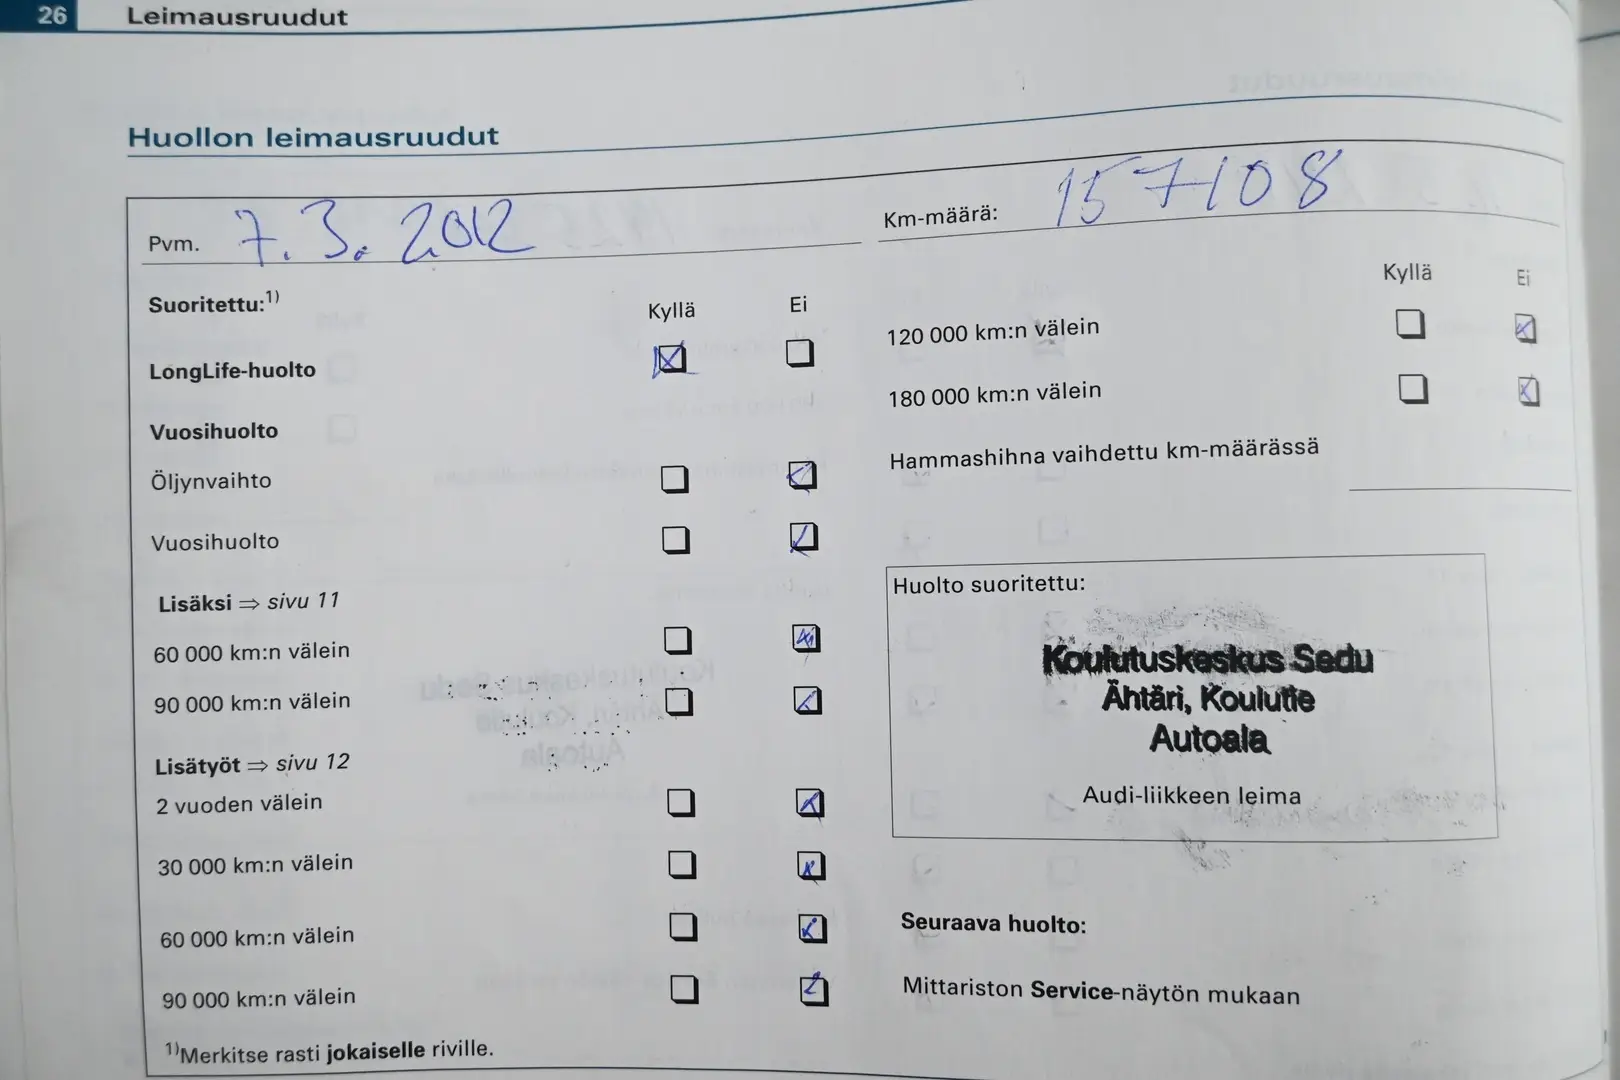 26 Leimausruudut
Huollon leimausruudut
Pvm. 7.3.2012
Km-määrä: 157108
Suoritettu:1)
Kyllä Ei
LongLife-huolto
Vuosihuolto
Öljynvaihto
Vuosihuolto
Lisäksi ⇒ sivu 11
60 000 km:n välein
90 000 km:n välein
Lisätyöt ⇒ sivu 12
2 vuoden välein
30 000 km:n välein
60 000 km:n välein
90 000 km:n välein
1)Merkitse rasti jokaiselle riville.
Kyllä Ei
120 000 km:n välein
180 000 km:n välein
Hammashihna vaihdettu km-määrässä
Huolto suoritettu:
Koulutuskeskus Sedu
Ähtäri, Koulutie
Autoala
Audi-liikkeen leima
Seuraava huolto:
Mittariston Service-näytön mukaan